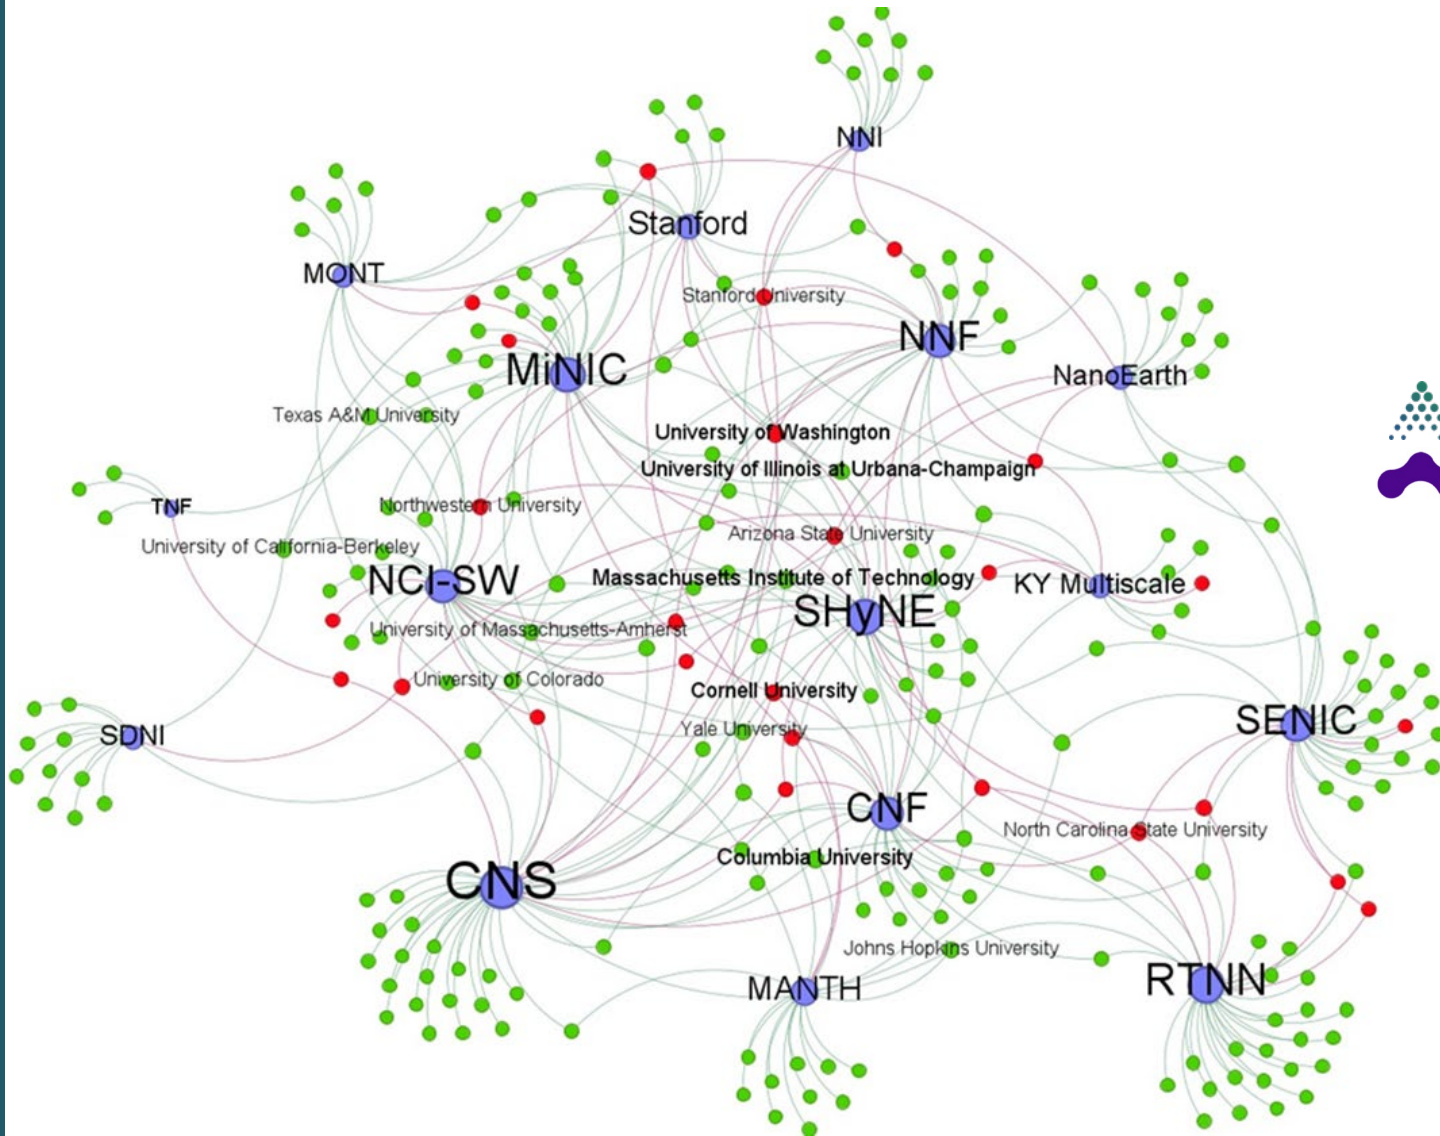 NNI
Stanford
MONT
Stanford University
NNF
MiNIC
NanoEarth
Texas A&M University
University of Washington
University of Illinois at Urbana-Champaign
TNF
Northwestern University
Arizona State University
University of California-Berkeley
NCI-SW
Massachusetts Institute of Technology
KY Multiscale
SHyNE
University of Massachusetts-Amherst
University of Colorado
Cornell University
SENIC
Yale University
SDNI
CNF
North Carolina State University
Columbia University
CNS
Johns Hopkins University
MANTH
RTNN